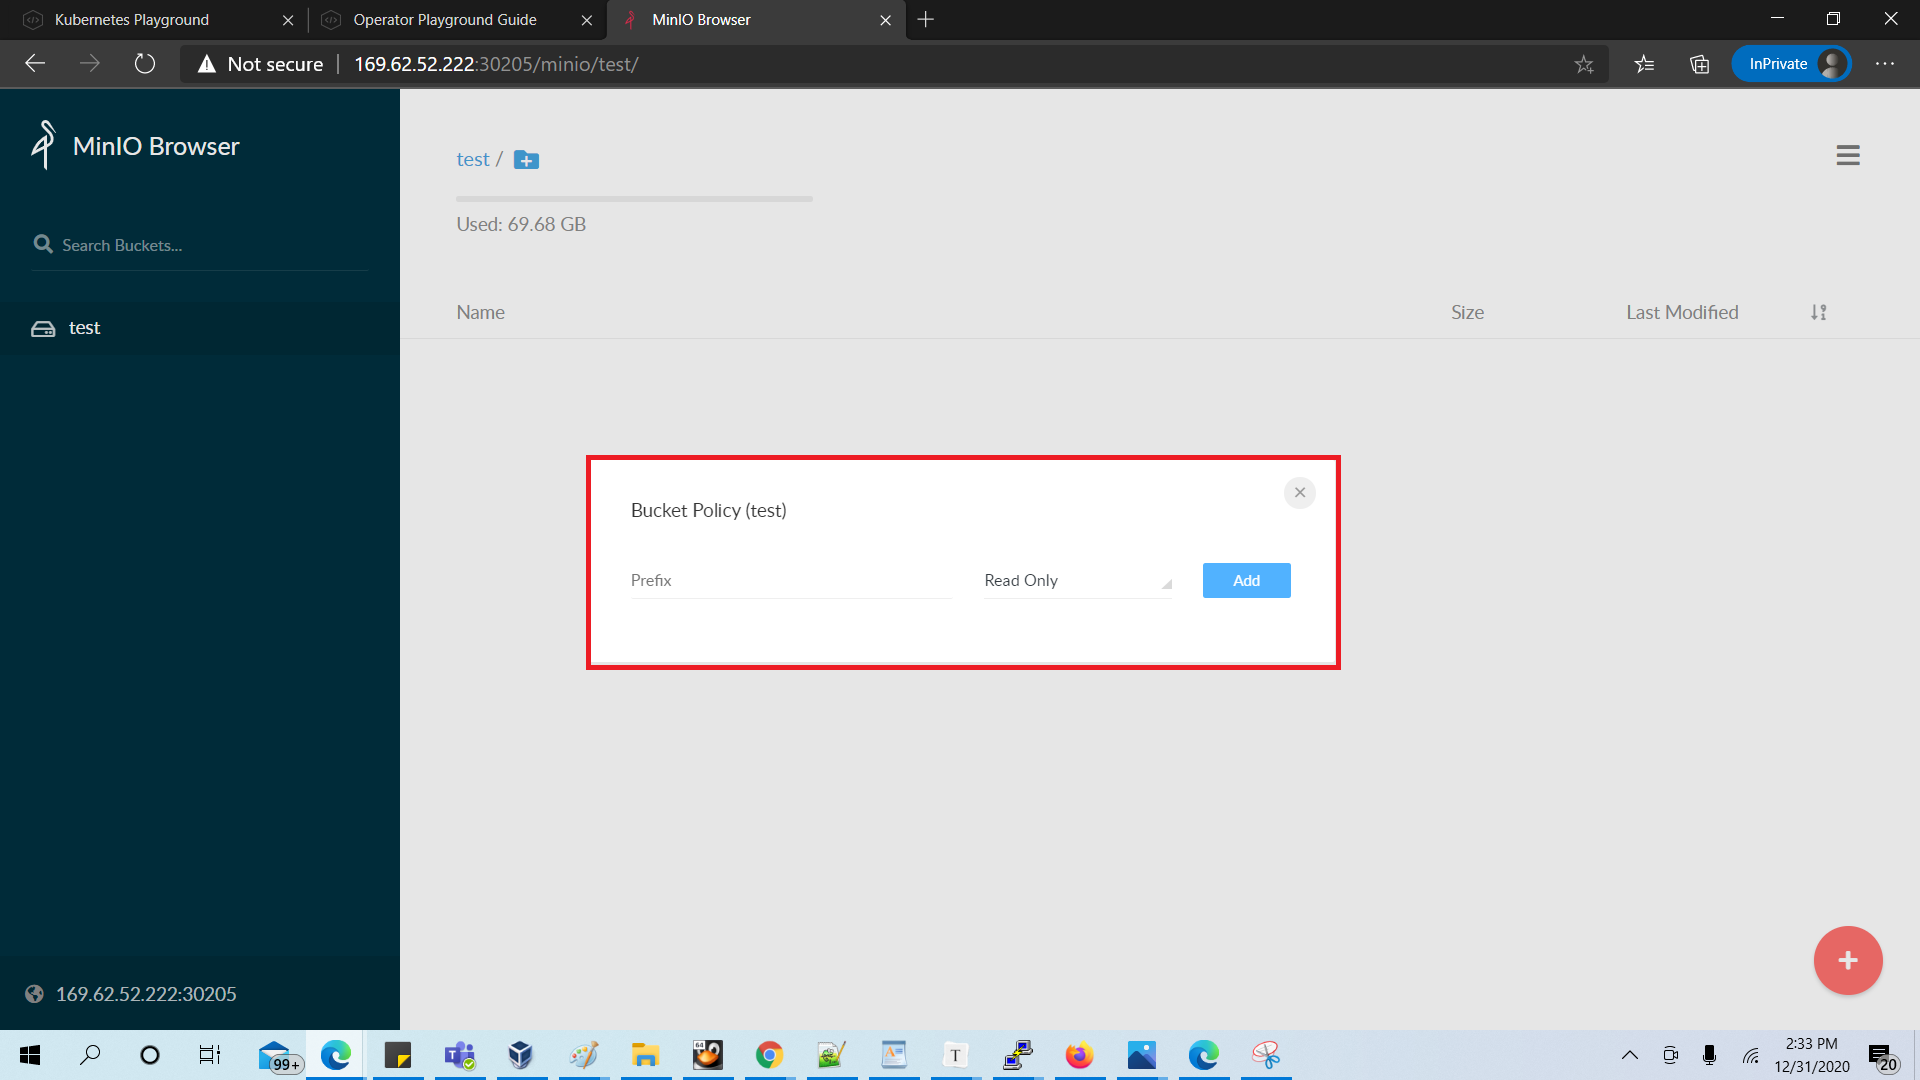 Kubernetes Playground
Operator Playground Guide
MinIO Browser
Not secure
169.62.52.222:30205/minio/test/
InPrivate
MinIO Browser
test /
Used: 69.68 GB
Search Buckets...
Name
Size
Last Modified
test
Bucket Policy (test)
Prefix
Read Only
Add
169.62.52.222:30205
99+
64
T
2:33 PM
12/31/2020
20